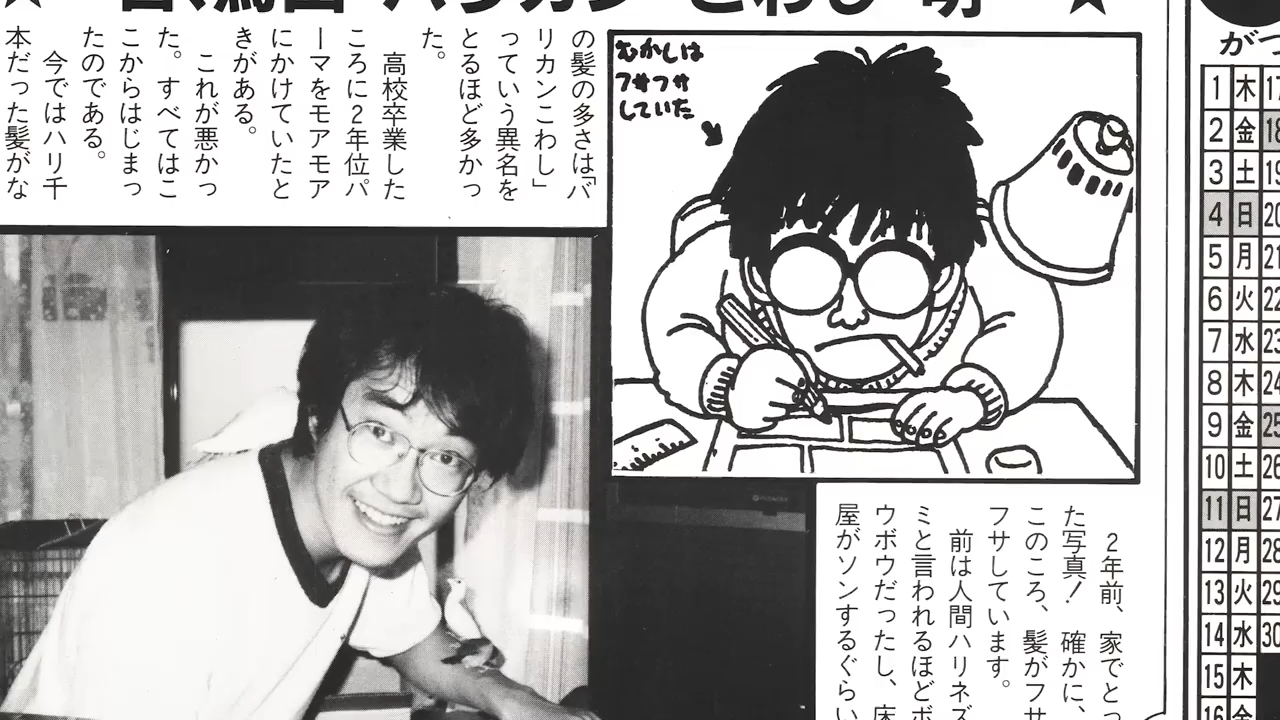 の髪の多さは「バ
リカンこわし」
っていう異名を
とるほど多かっ
た。
高校卒業した
ころに2年位パ
ーマをモアモア
にかけていたと
きがある。
これが悪かっ
た。すべてはこ
こからはじまっ
たのである。
今ではハリ千
本だった髪がな
むかしは
フサフサ
していた
2年前、家でとっ
た写真! 確かに、
このころ、髪がフサ
フサしています。
前は人間ハリネズ
ミと言われるほどボ
ウボウだったし、床
屋がソンするぐらい
がつ
1 木 17
2 金 18
3 土 19
4 日 20
5 月 21
6 火 22
7 水 23
8 木 24
9 金 25
10 土 26
11 日 27
12 月 28
13 火 29
14 水 30
15 木
16 金